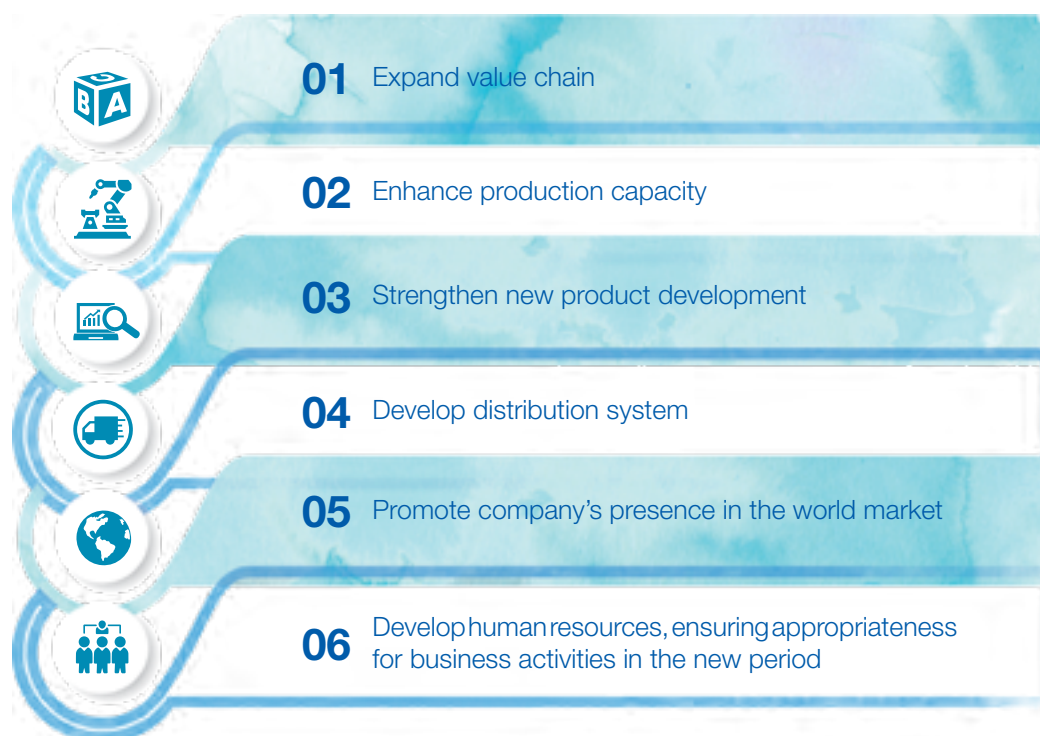 B A
01 Expand value chain
02 Enhance production capacity
03 Strengthen new product development
04 Develop distribution system
05 Promote company’s presence in the world market
06 Develop human resources, ensuring appropriateness
for business activities in the new period